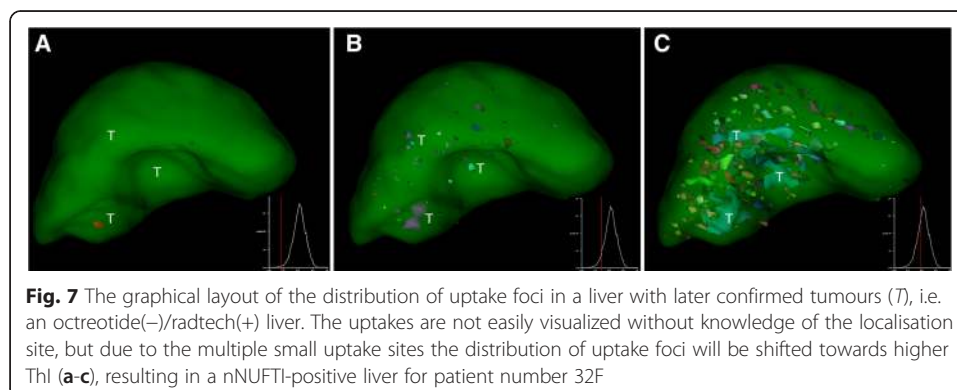 A
B
C
T
T
T
T
T
T
T
T
T
Fig. 7 The graphical layout of the distribution of uptake foci in a liver with later confirmed tumours (T), i.e.
an octreotide(−)/radtech(+) liver. The uptakes are not easily visualized without knowledge of the localisation
site, but due to the multiple small uptake sites the distribution of uptake foci will be shifted towards higher
ThI (a-c), resulting in a nNUFTI-positive liver for patient number 32F